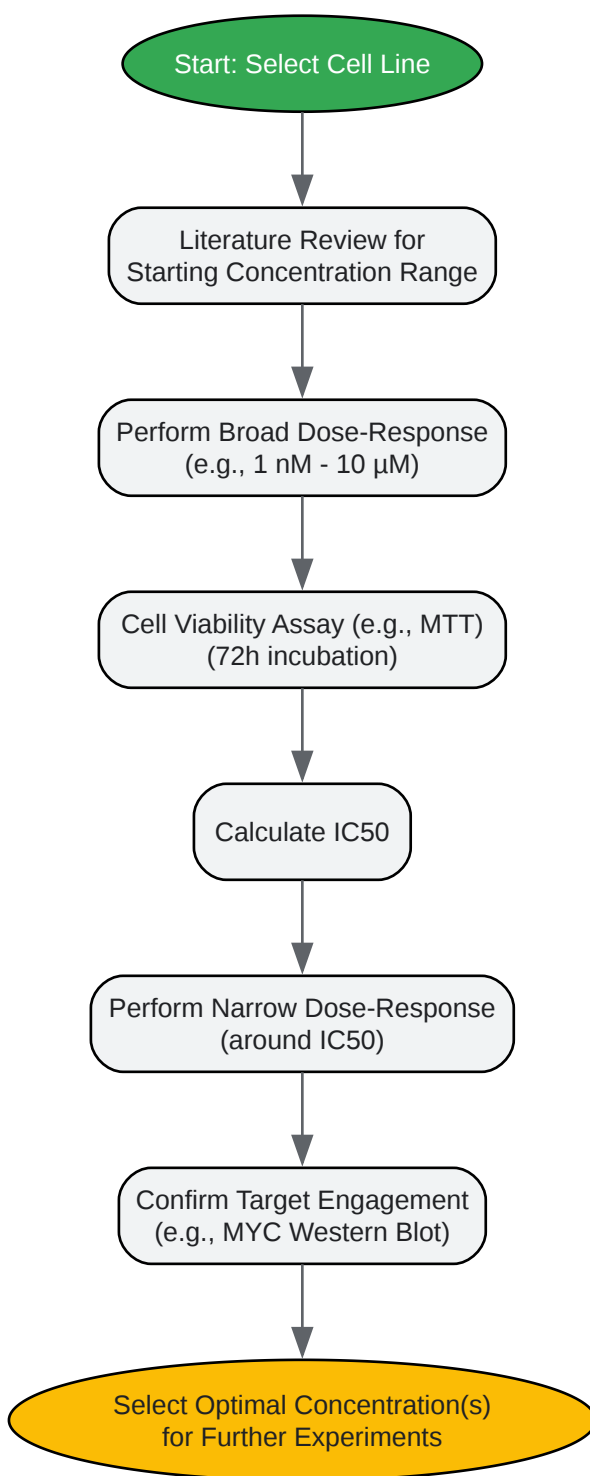 Start: Select Cell Line
Literature Review for
Starting Concentration Range
Perform Broad Dose-Response
(e.g., 1 nM - 10 µM)
Cell Viability Assay (e.g., MTT)
(72h incubation)
Calculate IC50
Perform Narrow Dose-Response
(around IC50)
Confirm Target Engagement
(e.g., MYC Western Blot)
Select Optimal Concentration(s)
for Further Experiments